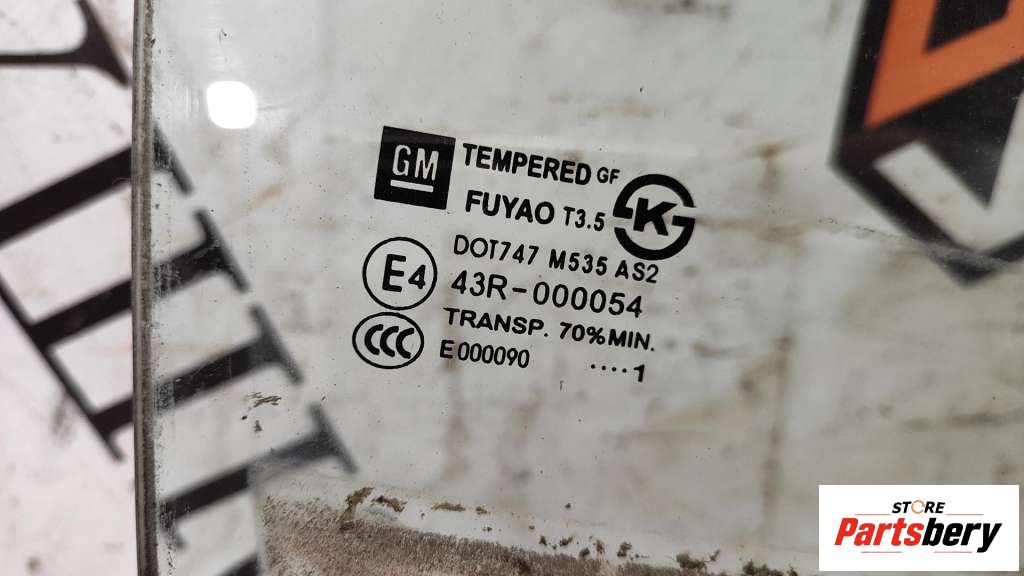 GM
TEMPERED GF
FUYAO T3.5
K
DOT747 M535 AS2
E4
43R-000054
TRANSP. 70%MIN.
CCC
E000090 ....1
STORE
Partsbery